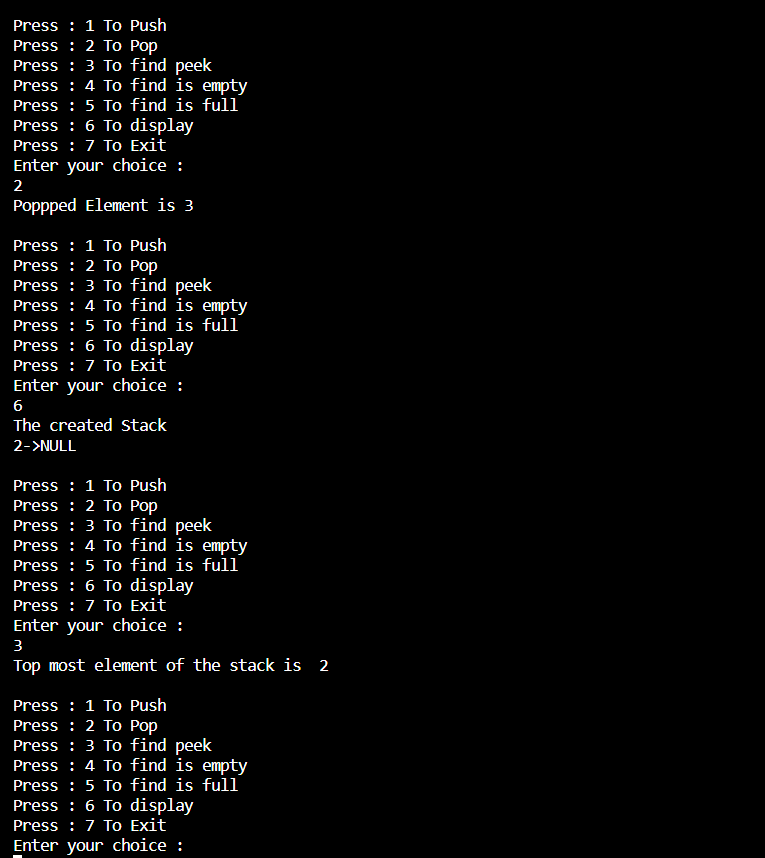 Press : 1 To Push
Press : 2 To Pop
Press : 3 To find peek
Press : 4 To find is empty
Press : 5 To find is full
Press : 6 To display
Press : 7 To Exit
Enter your choice :
2
Poppped Element is 3
Press : 1 To Push
Press : 2 To Pop
Press : 3 To find peek
Press : 4 To find is empty
Press : 5 To find is full
Press : 6 To display
Press : 7 To Exit
Enter your choice :
6
The created Stack
2->NULL
Press : 1 To Push
Press : 2 To Pop
Press : 3 To find peek
Press : 4 To find is empty
Press : 5 To find is full
Press : 6 To display
Press : 7 To Exit
Enter your choice :
3
Top most element of the stack is  2
Press : 1 To Push
Press : 2 To Pop
Press : 3 To find peek
Press : 4 To find is empty
Press : 5 To find is full
Press : 6 To display
Press : 7 To Exit
Enter your choice :